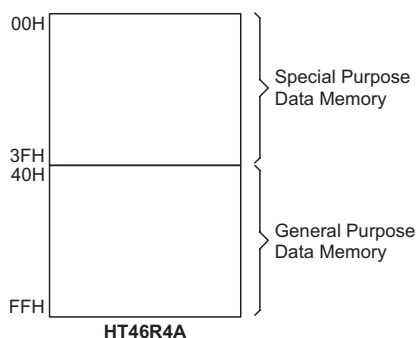 00H
Special Purpose
Data Memory
3FH
40H
General Purpose
Data Memory
FFH
HT46R4A